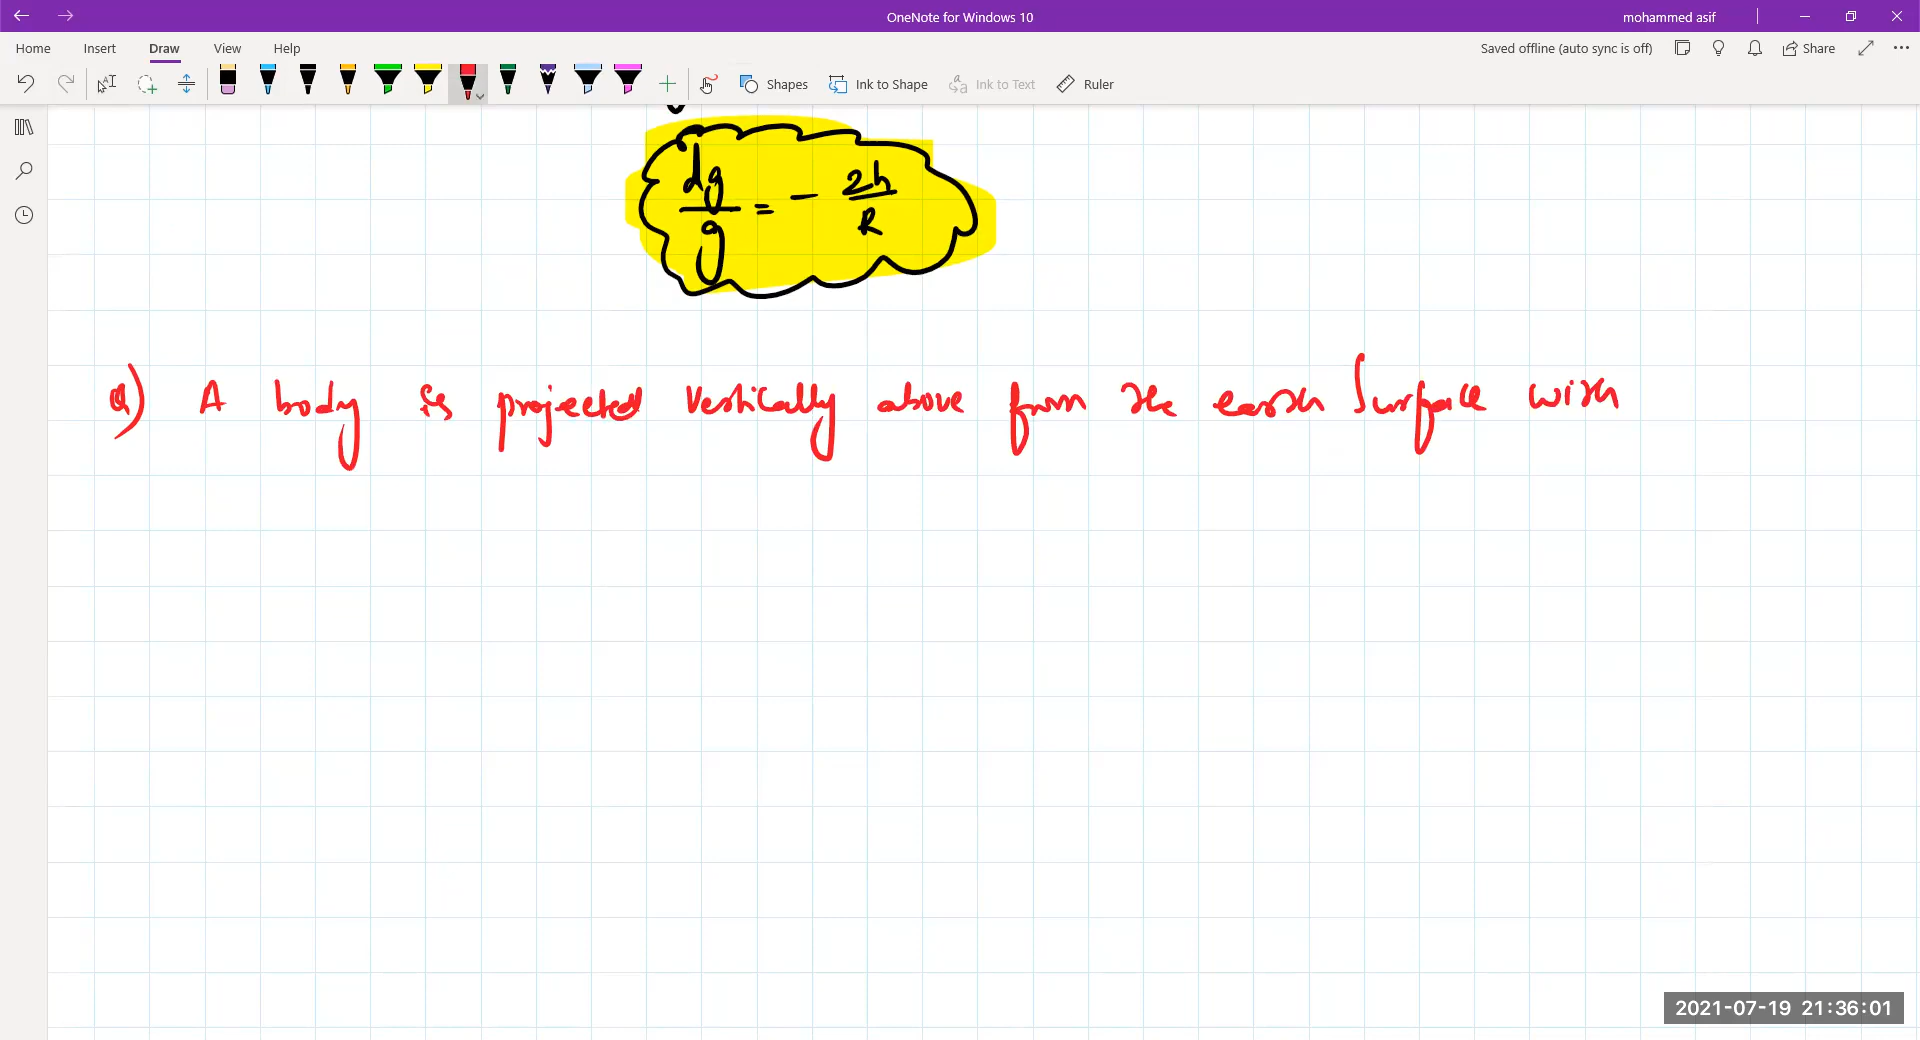 OneNote for Windows 10
mohammed asif
Home Insert Draw View Help
Saved offline (auto sync is off) Share
Shapes Ink to Shape Ink to Text Ruler
dg/g = - 2h/R
Q) A body is projected vertically above from the earth Surface with
2021-07-19 21:36:01